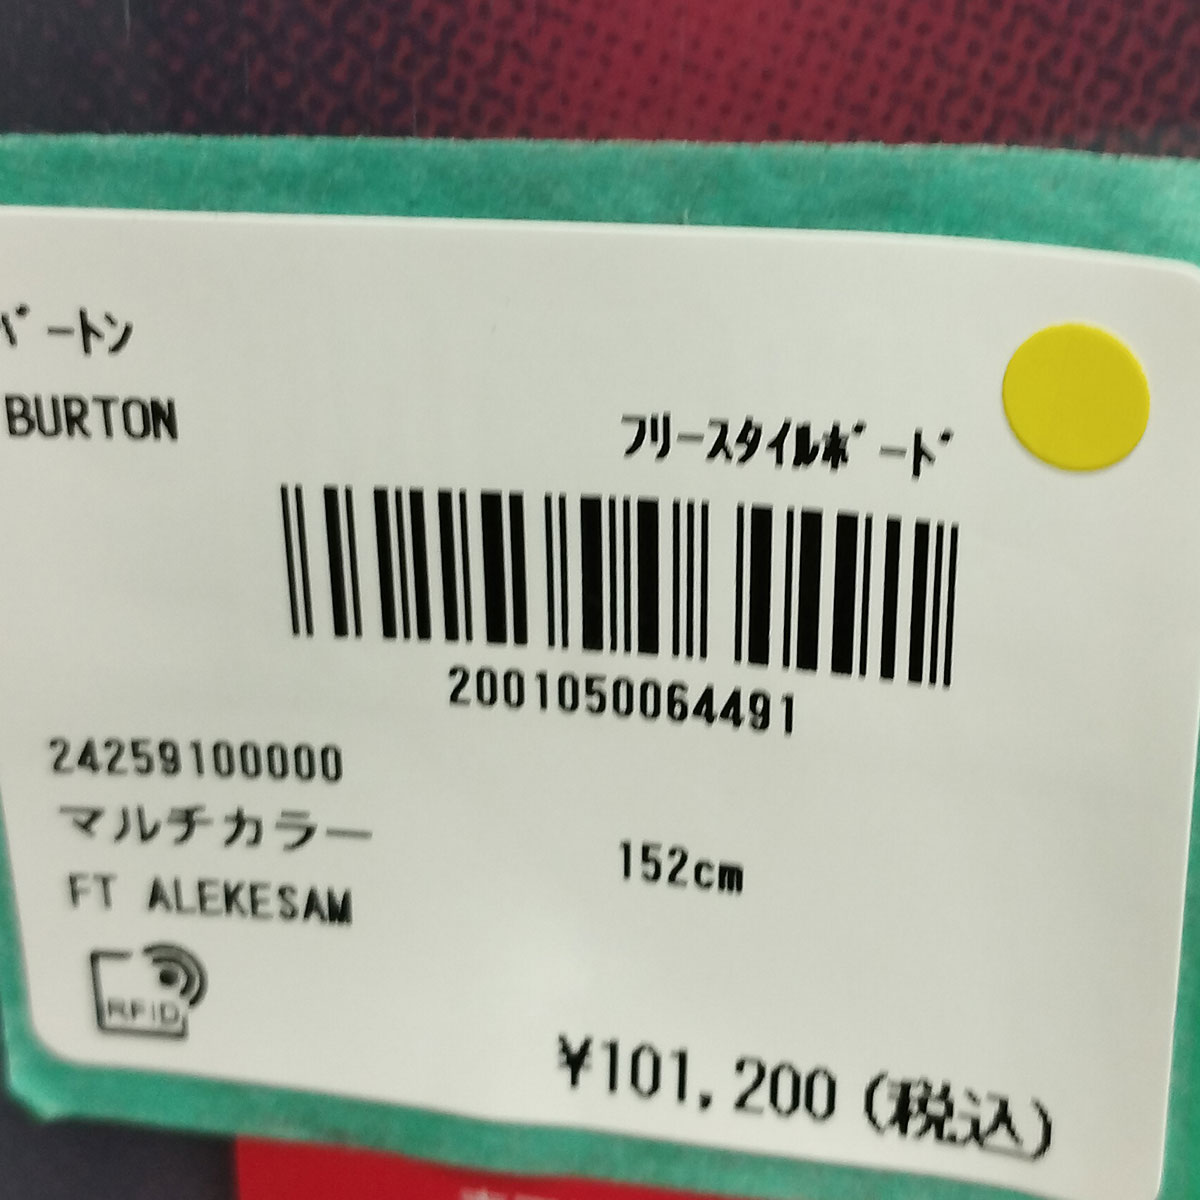 バートン
BURTON
フリースタイルボード
2001050064491
24259100000
マルチカラー
152cm
FT ALEKESAM
RFID
¥101,200(税込)